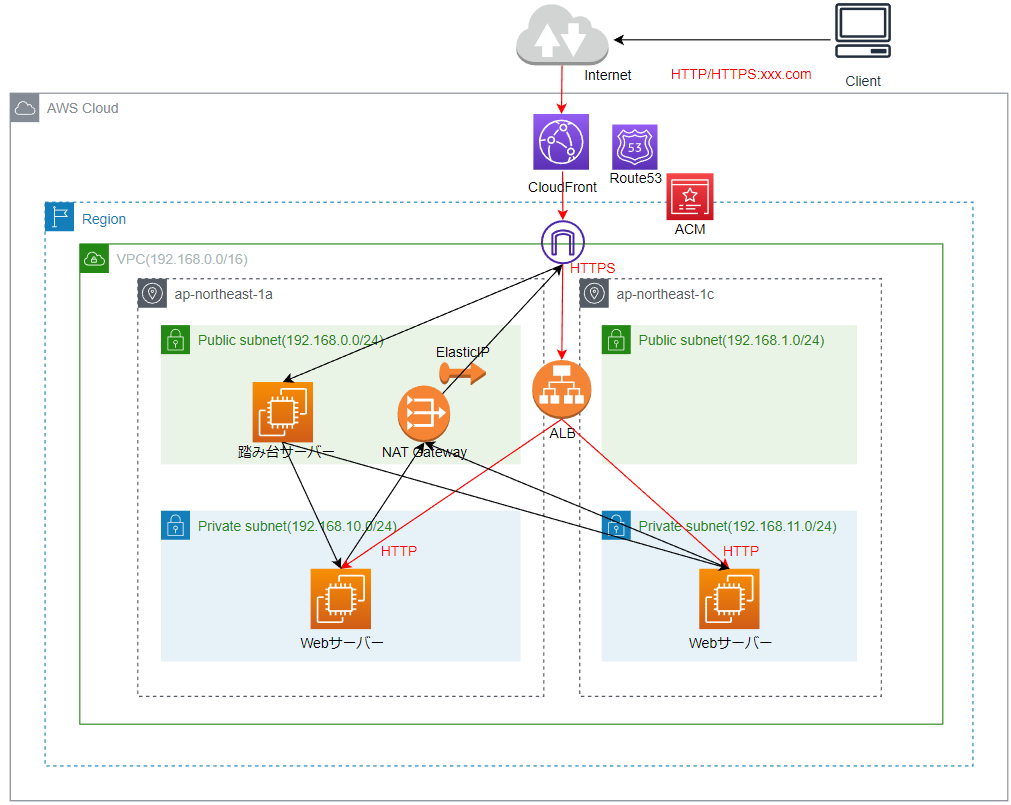 Internet
HTTP/HTTPS:xxx.com
Client
AWS Cloud
53
CloudFront
Route53
ACM
Region
VPC(192.168.0.0/16)
HTTPS
ap-northeast-1a
ap-northeast-1c
Public subnet(192.168.0.0/24)
Public subnet(192.168.1.0/24)
ElasticIP
踏み台サーバー
NAT Gateway
ALB
Private subnet(192.168.10.0/24)
Private subnet(192.168.11.0/24)
HTTP
HTTP
Webサーバー
Webサーバー